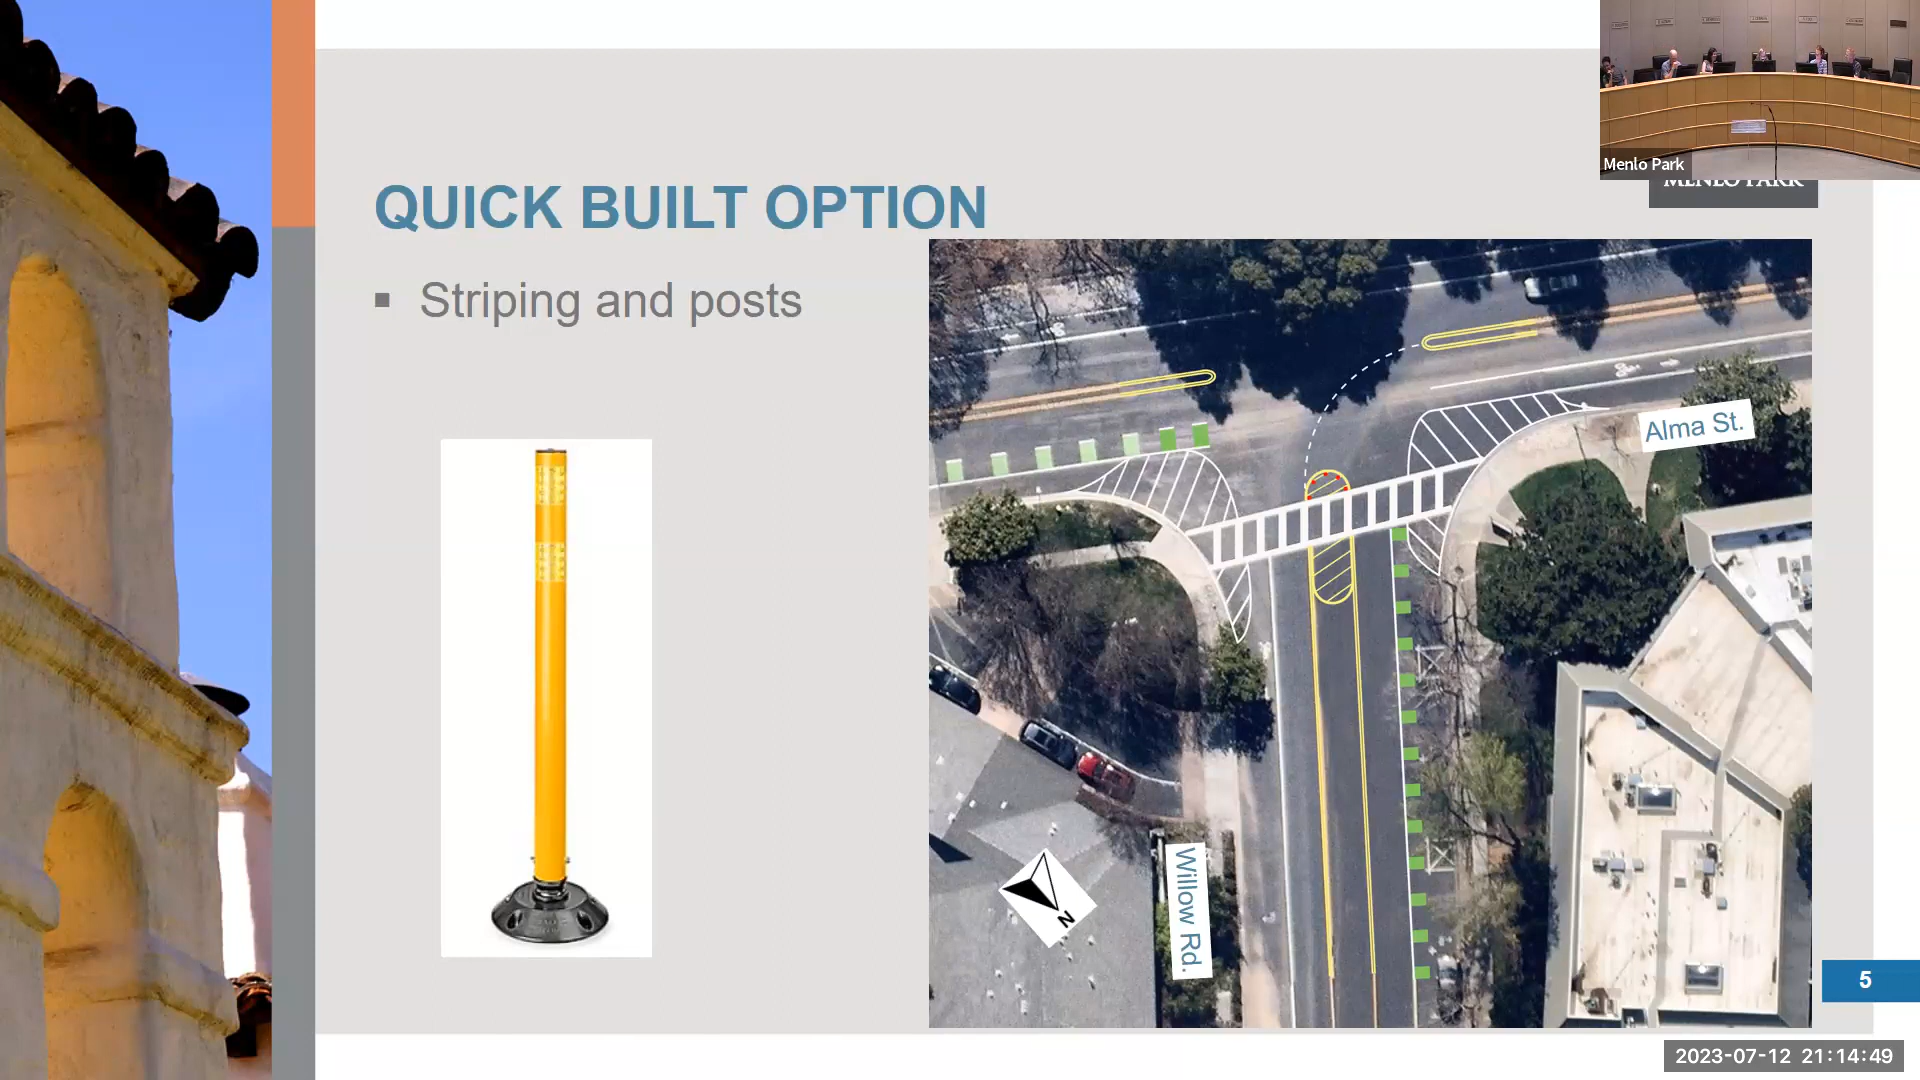 Menlo Park
MENLO PARK
QUICK BUILT OPTION
Striping and posts
Alma St.
Willow Rd.
N
5
2023-07-12 21:14:49